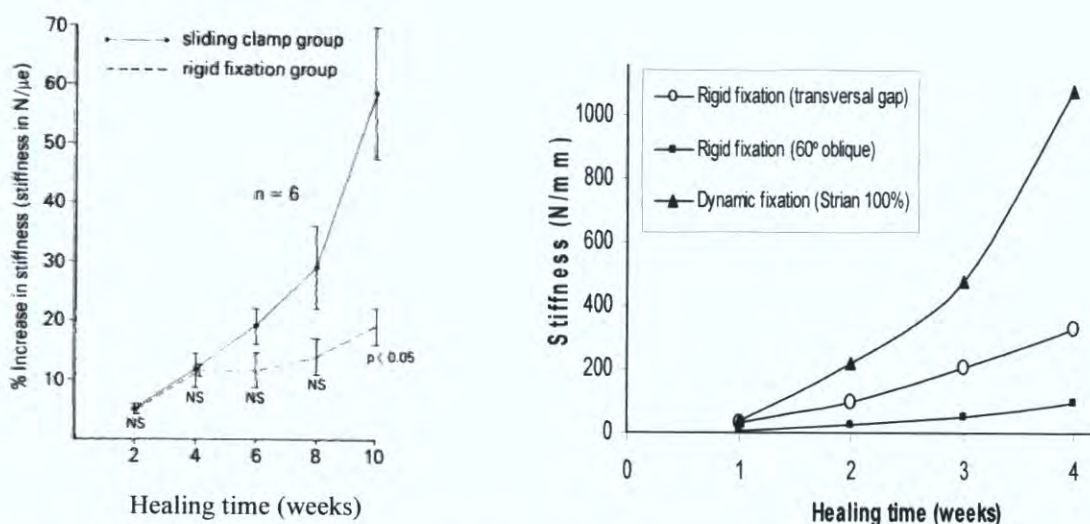 70
60
50
40
30
20
10
% Increase in stiffness (stiffness in N/µe)
sliding clamp group
rigid fixation group
n = 6
NS
NS
NS
NS
p < 0.05
2 4 6 8 10
Healing time (weeks)
1000
800
600
400
200
0
Stiffness (N/mm)
Rigid fixation (transversal gap)
Rigid fixation (60º oblique)
Dynamic fixation (Strian 100%)
0 1 2 3 4
Healing time (weeks)